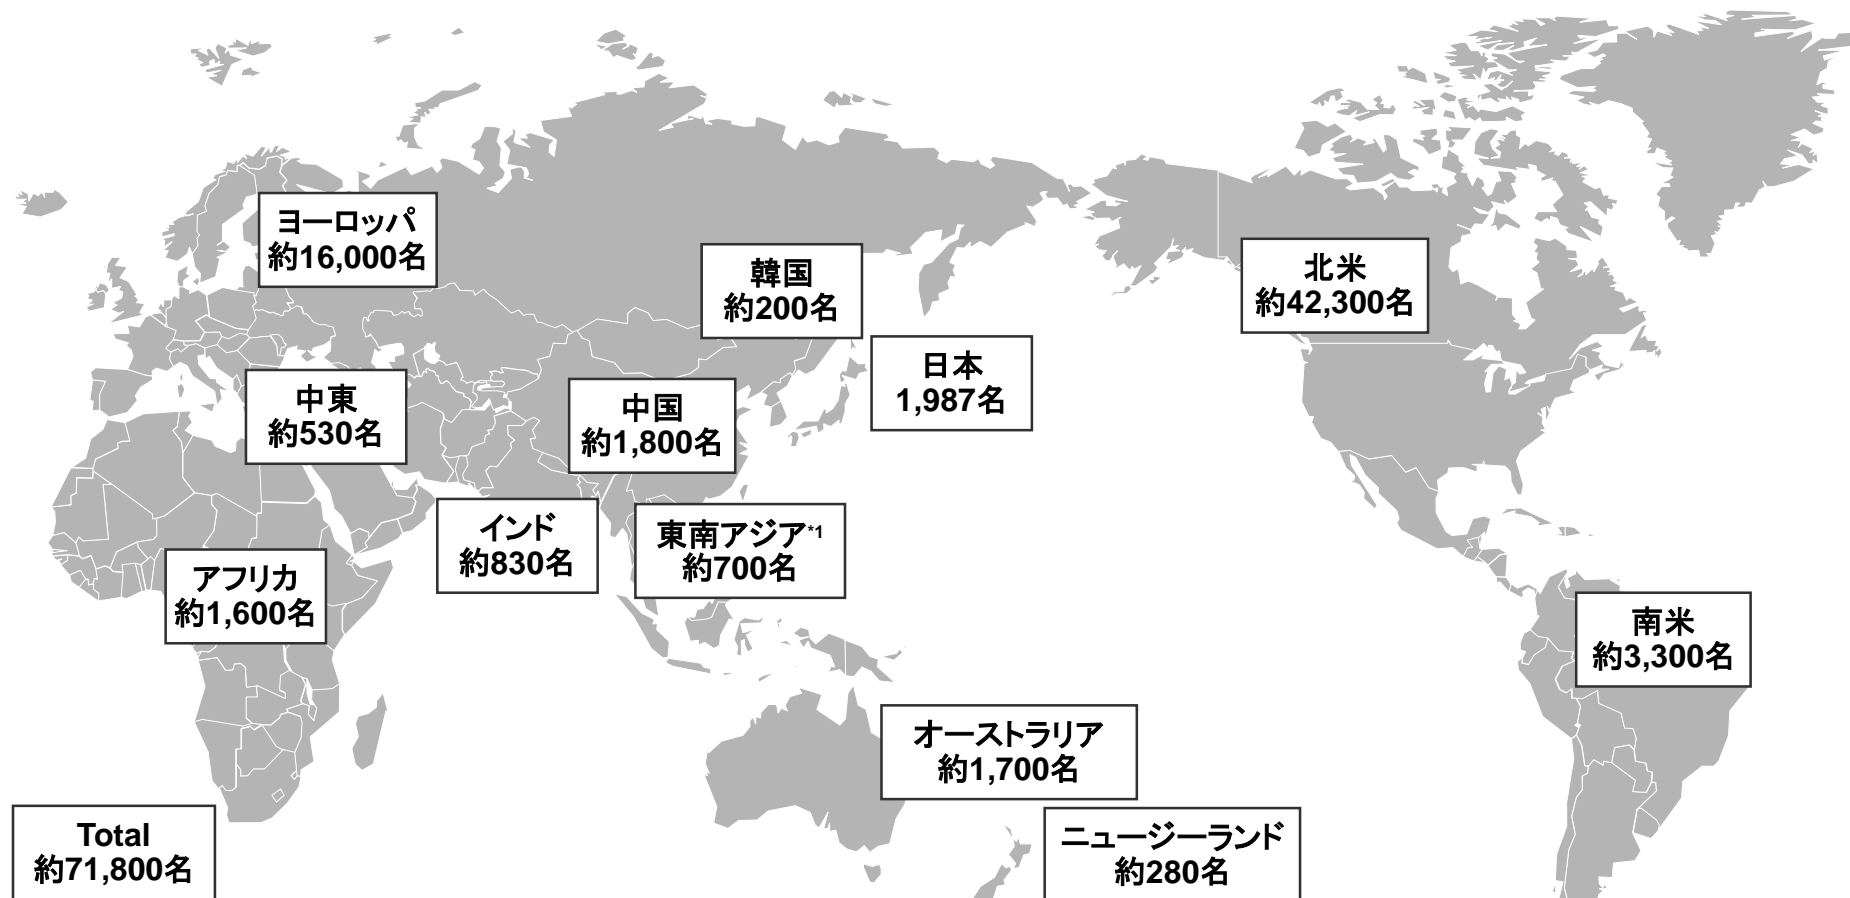 ヨーロッパ
約16,000名
韓国
約200名
北米
約42,300名
日本
1,987名
中東
約530名
中国
約1,800名
インド
約830名
東南アジア*1
約700名
アフリカ
約1,600名
南米
約3,300名
オーストラリア
約1,700名
ニュージーランド
約280名
Total
約71,800名